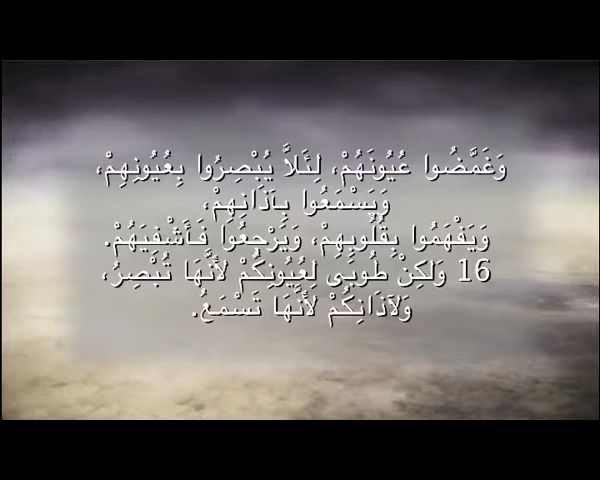 وَغَمَّضُوا عُيُونَهُمْ، لِئَلاَّ يُبْصِرُوا بِعُيُونِهِمْ،
وَيَسْمَعُوا بِآذَانِهِمْ،
وَيَفْهَمُوا بِقُلُوبِهِمْ، وَيَرْجِعُوا فَأَشْفِيَهُمْ.
16 وَلكِنْ طُوبَى لِعُيُونِكُمْ لأَنَّهَا تُبْصِرُ،
وَلآذَانِكُمْ لأَنَّهَا تَسْمَعُ.